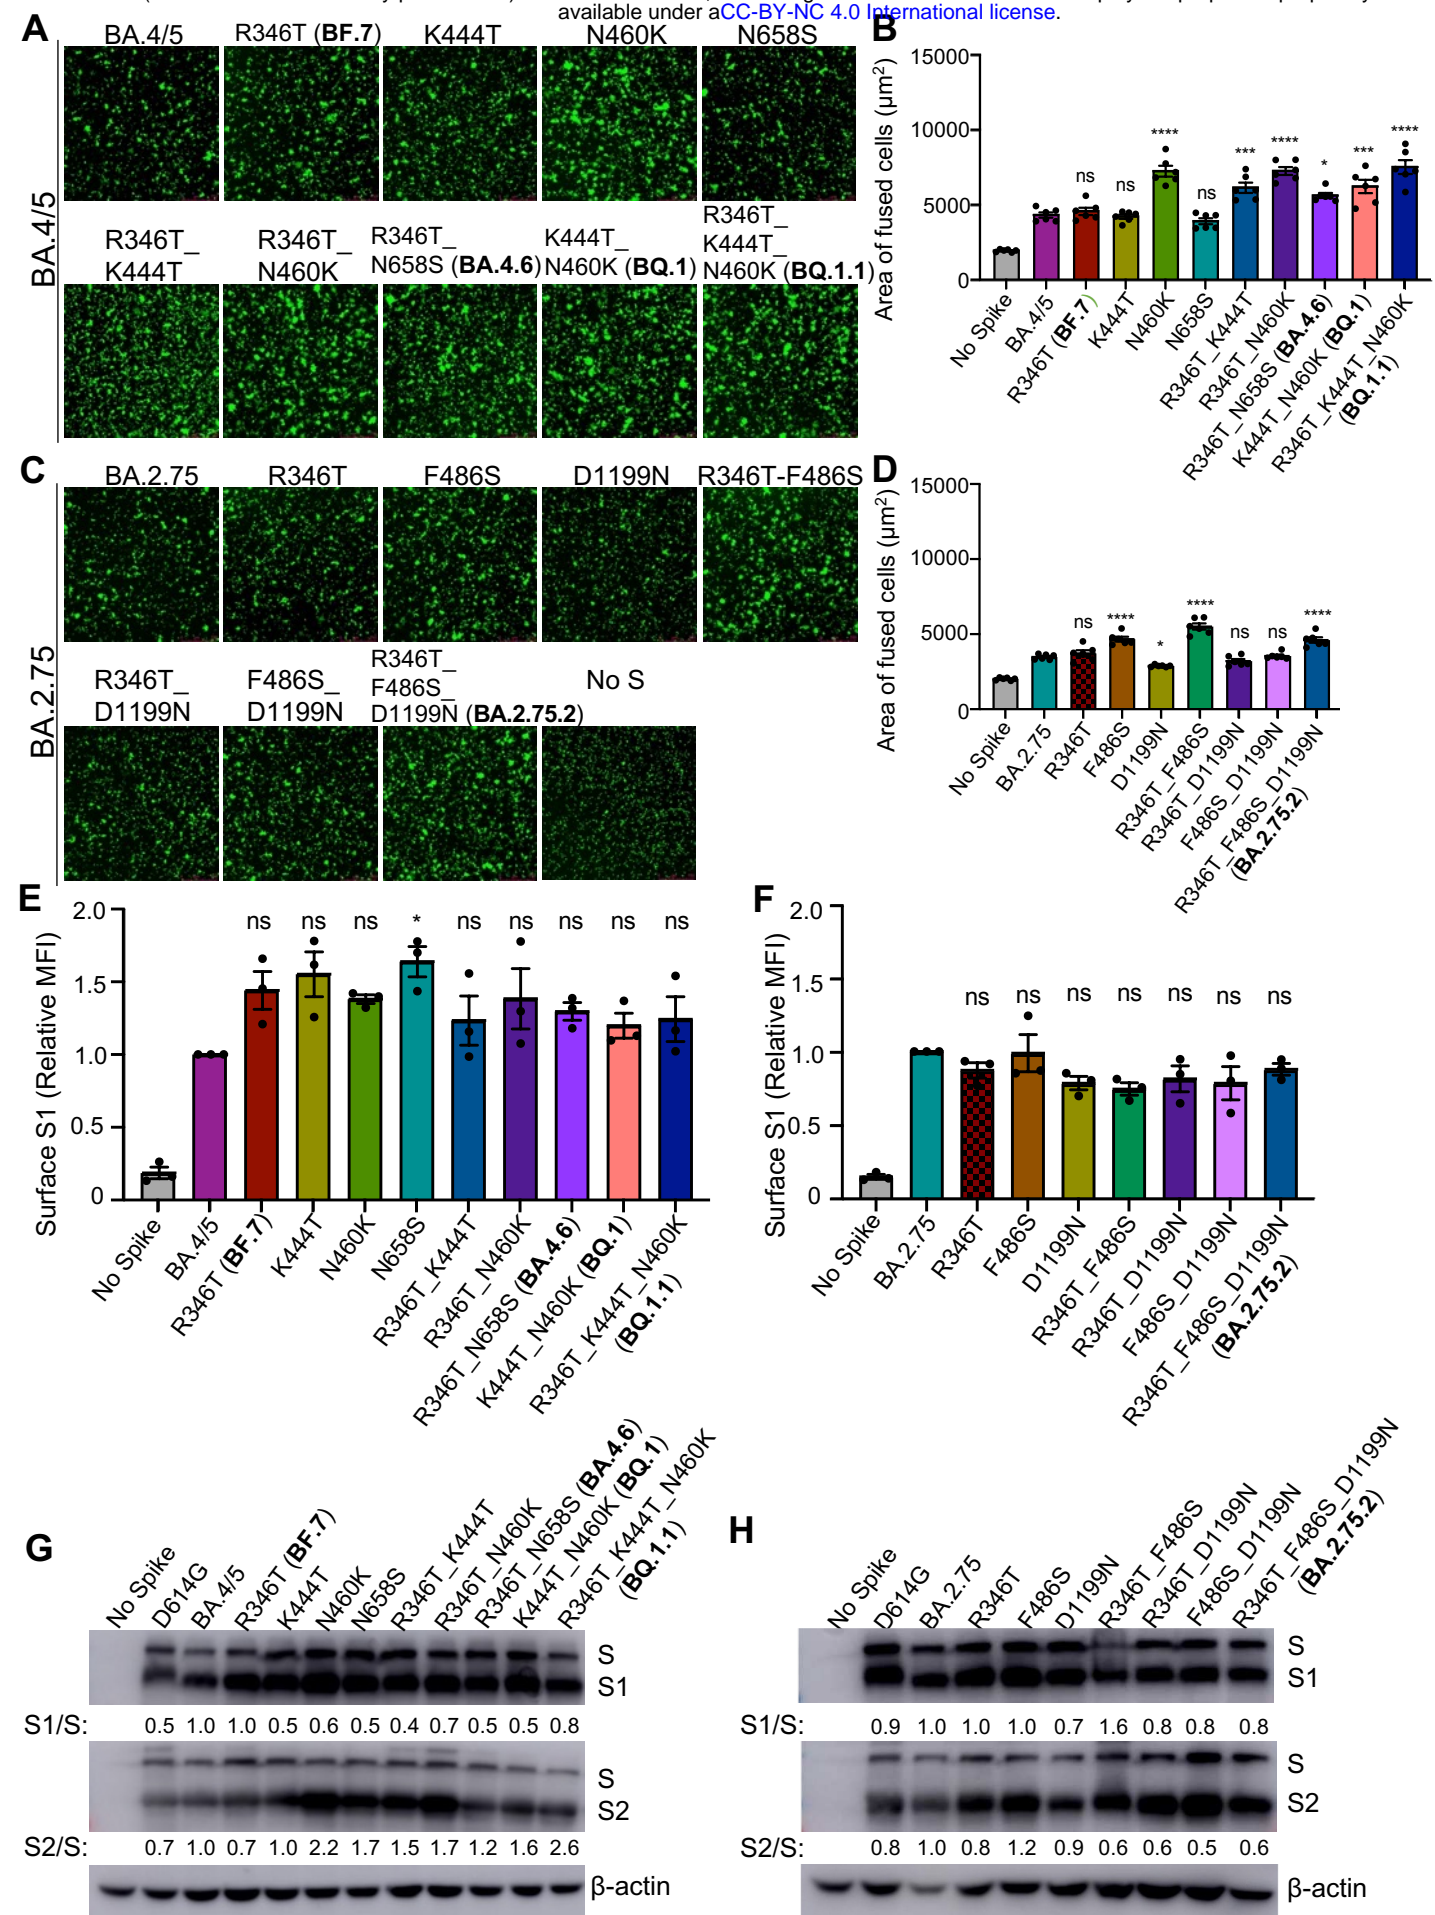 available under aCC-BY-NC 4.0 International license.
A
BA.4/5
R346T (BF.7)
K444T
N460K
N658S
BA.4/5
R346T_
K444T
R346T_
N460K
R346T_
N658S (BA.4.6)
K444T_
N460K (BQ.1)
R346T_
K444T_
N460K (BQ.1.1)
B
Area of fused cells (µm²)
15000
10000
5000
0
ns
ns
****
ns
***
****
*
***
****
No Spike
BA.4/5
R346T (BF.7)
K444T
N460K
N658S
R346T_K444T
R346T_N460K
R346T_N658S (BA.4.6)
K444T_N460K (BQ.1)
R346T_K444T_N460K
(BQ.1.1)
C
BA.2.75
R346T
F486S
D1199N
R346T-F486S
BA.2.75
R346T_
D1199N
F486S_
D1199N
R346T_
F486S_
D1199N (BA.2.75.2)
No S
D
Area of fused cells (µm²)
15000
10000
5000
0
ns
****
*
****
ns
ns
****
No Spike
BA.2.75
R346T
F486S
D1199N
R346T_F486S
R346T_D1199N
F486S_D1199N
R346T_F486S_D1199N
(BA.2.75.2)
E
Surface S1 (Relative MFI)
2.0
1.5
1.0
0.5
0
ns
ns
ns
*
ns
ns
ns
ns
ns
No Spike
BA.4/5
R346T (BF.7)
K444T
N460K
N658S
R346T_K444T
R346T_N460K
R346T_N658S (BA.4.6)
K444T_N460K (BQ.1)
R346T_K444T_N460K
(BQ.1.1)
F
Surface S1 (Relative MFI)
2.0
1.5
1.0
0.5
0
ns
ns
ns
ns
ns
ns
ns
No Spike
BA.2.75
R346T
F486S
D1199N
R346T_F486S
R346T_D1199N
F486S_D1199N
R346T_F486S_D1199N
(BA.2.75.2)
G
No Spike
D614G
BA.4/5
R346T (BF.7)
K444T
N460K
N658S
R346T_K444T
R346T_N460K
R346T_N658S (BA.4.6)
K444T_N460K (BQ.1)
R346T_K444T_N460K
(BQ.1.1)
S
S1
S1/S: 0.5 1.0 1.0 0.5 0.6 0.5 0.4 0.7 0.5 0.5 0.8
S
S2
S2/S: 0.7 1.0 0.7 1.0 2.2 1.7 1.5 1.7 1.2 1.6 2.6
β-actin
H
No Spike
D614G
BA.2.75
R346T
F486S
D1199N
R346T_F486S
R346T_D1199N
F486S_D1199N
R346T_F486S_D1199N
(BA.2.75.2)
S
S1
S1/S: 0.9 1.0 1.0 1.0 0.7 1.6 0.8 0.8 0.8
S
S2
S2/S: 0.8 1.0 0.8 1.2 0.9 0.6 0.6 0.5 0.6
β-actin